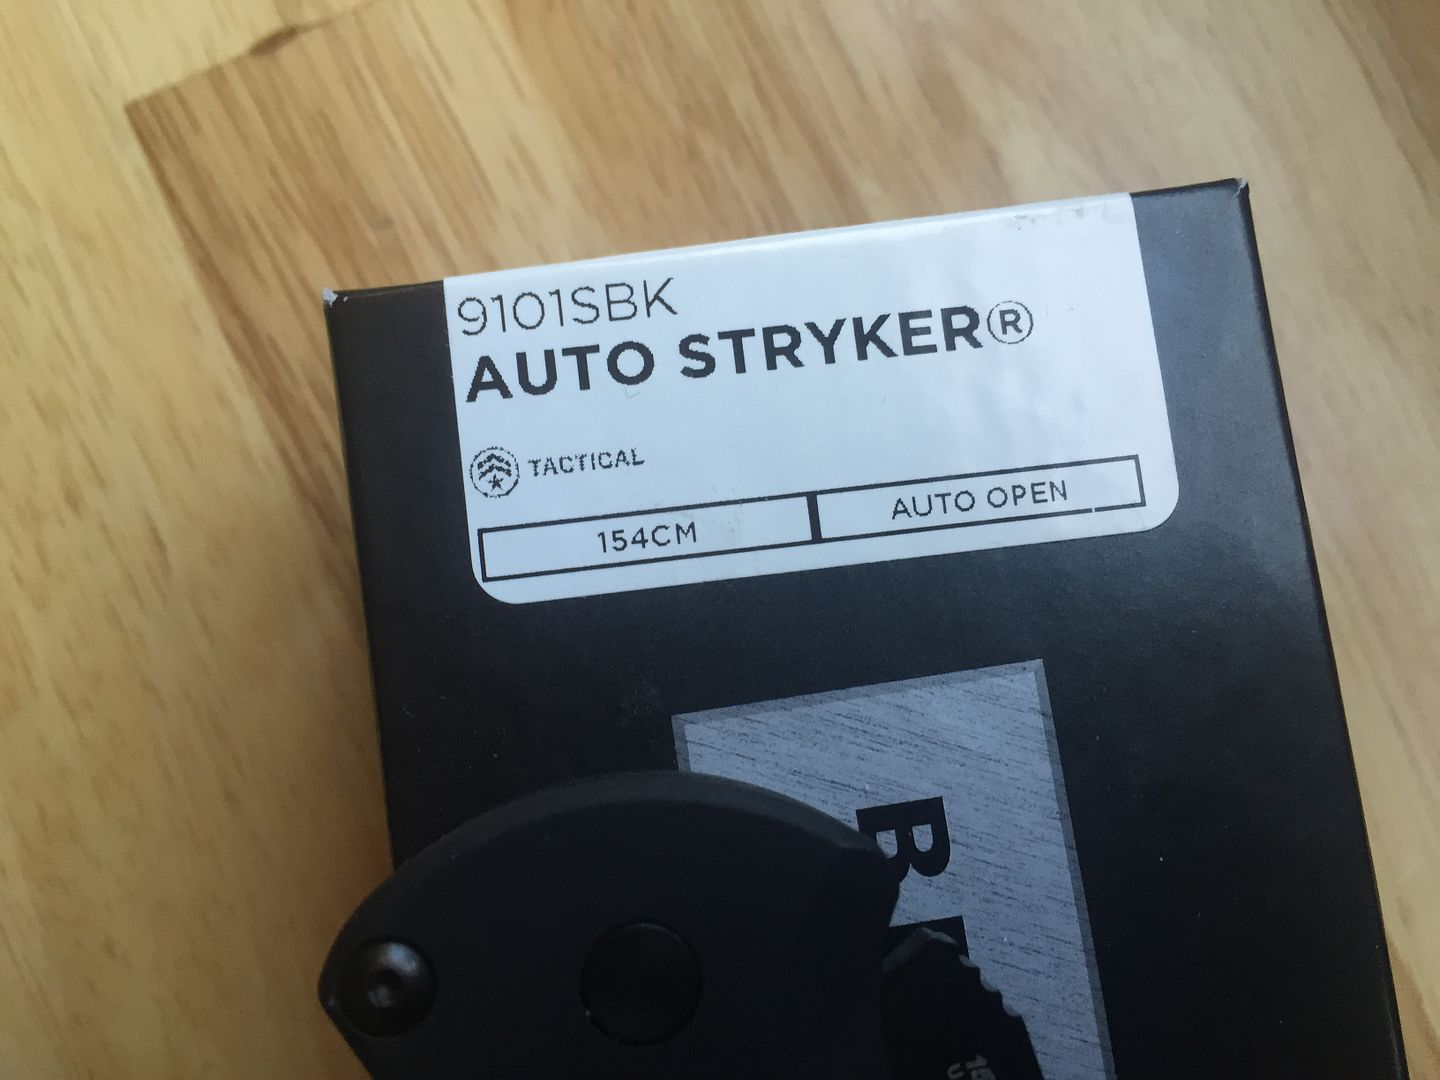 9101SBK
AUTO STRYKER®
TACTICAL
154CM
AUTO OPEN
B